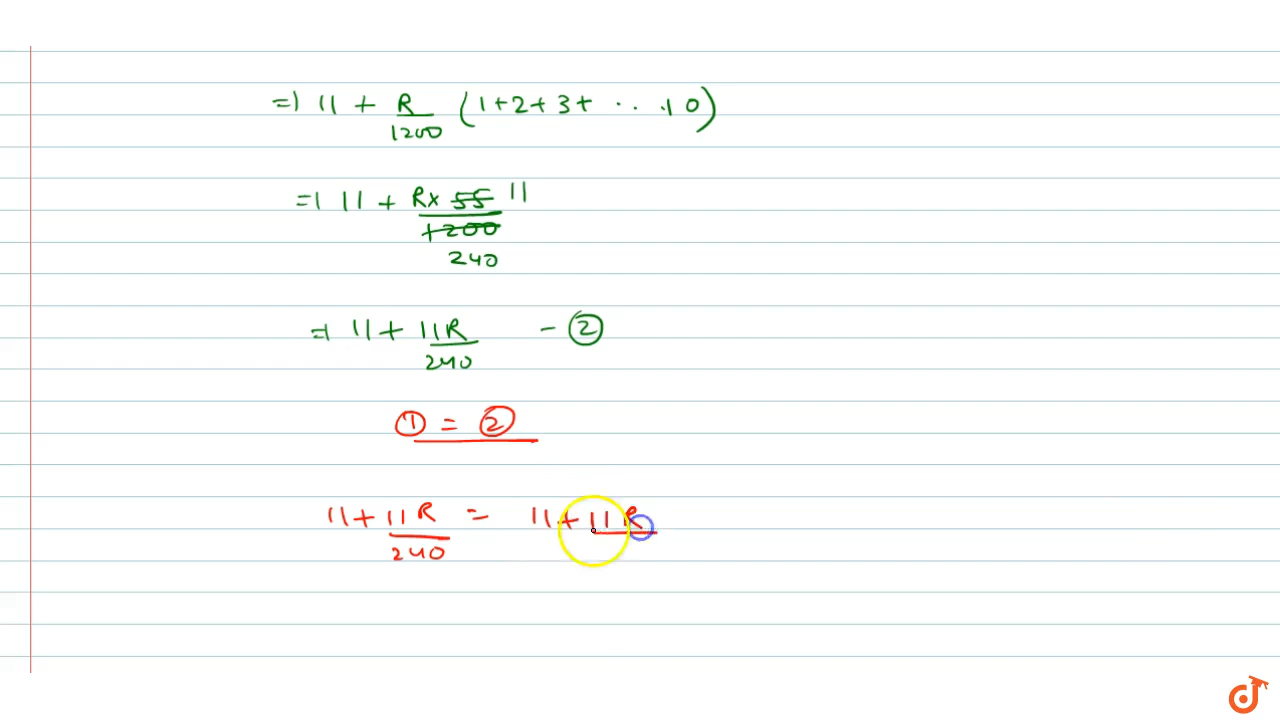 =) 11 + R/1200 (1+2+3+ .. .10)
=) 11 + Rx 55 11
1200
240
=) 11 + 11R/240 - ②
① = ②
11 + 11R/240 = 11 + 11R